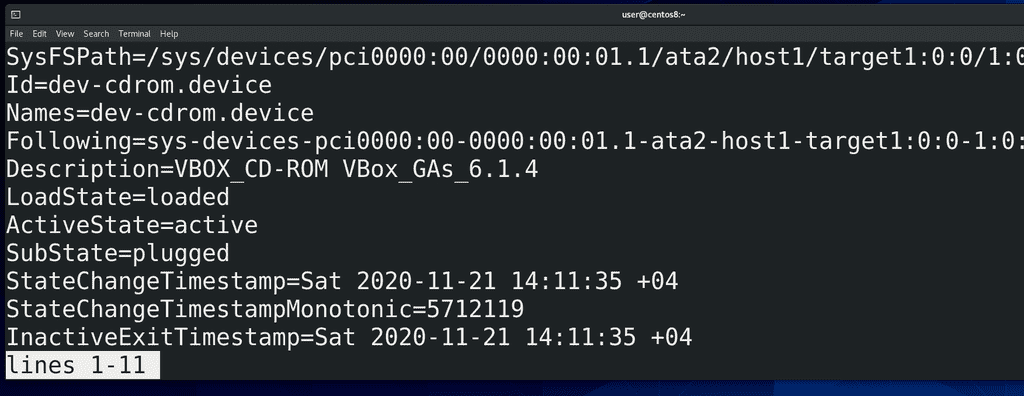 user@centos8:~
File Edit View Search Terminal Help
SysFSPath=/sys/devices/pci0000:00/0000:00:01.1/ata2/host1/target1:0:0/1:0
Id=dev-cdrom.device
Names=dev-cdrom.device
Following=sys-devices-pci0000:00-0000:00:01.1-ata2-host1-target1:0:0-1:0:
Description=VBOX_CD-ROM VBox_GAs_6.1.4
LoadState=loaded
ActiveState=active
SubState=plugged
StateChangeTimestamp=Sat 2020-11-21 14:11:35 +04
StateChangeTimestampMonotonic=5712119
InactiveExitTimestamp=Sat 2020-11-21 14:11:35 +04
lines 1-11